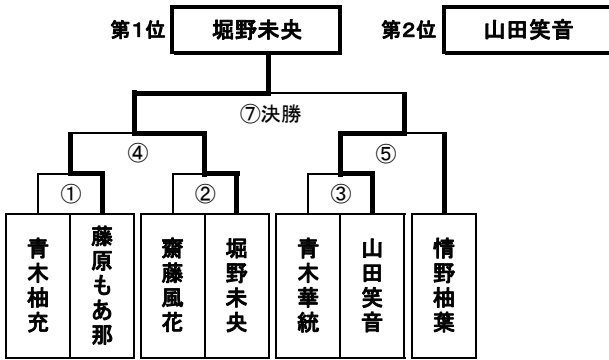 第1位 堀野未央 第2位 山田笑音
⑦決勝
④ ⑤
① ② ③
青木柚充
藤原もあ那
齋藤風花
堀野未央
青木華統
山田笑音
情野柚葉